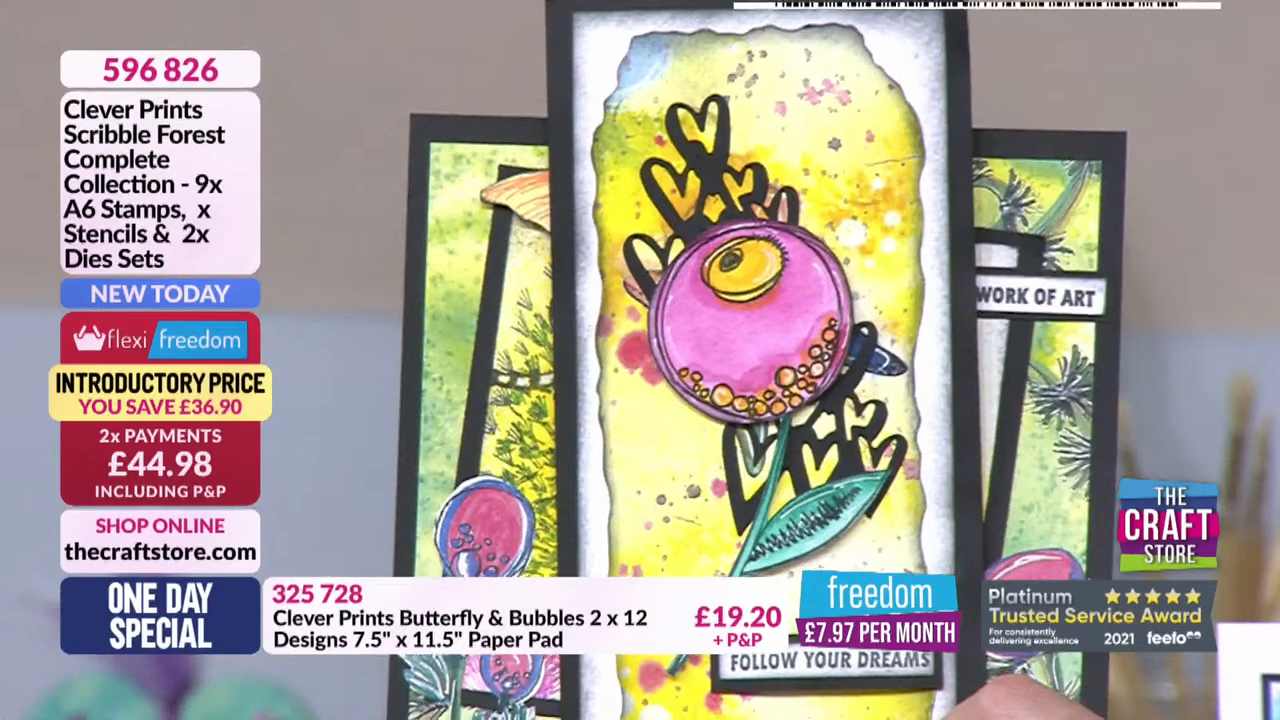 596 826
Clever Prints
Scribble Forest
Complete
Collection - 9x
A6 Stamps, x
Stencils & 2x
Dies Sets
NEW TODAY
flexi freedom
INTRODUCTORY PRICE
YOU SAVE £36.90
2x PAYMENTS
£44.98
INCLUDING P&P
SHOP ONLINE
thecraftstore.com
ONE DAY
SPECIAL
325 728
Clever Prints Butterfly & Bubbles 2 x 12
Designs 7.5" x 11.5" Paper Pad
£19.20
+ P&P
freedom
£7.97 PER MONTH
WORK OF ART
FOLLOW YOUR DREAMS
THE
CRAFT
STORE
Platinum
Trusted Service Award
For consistently
delivering excellence
2021 feefo